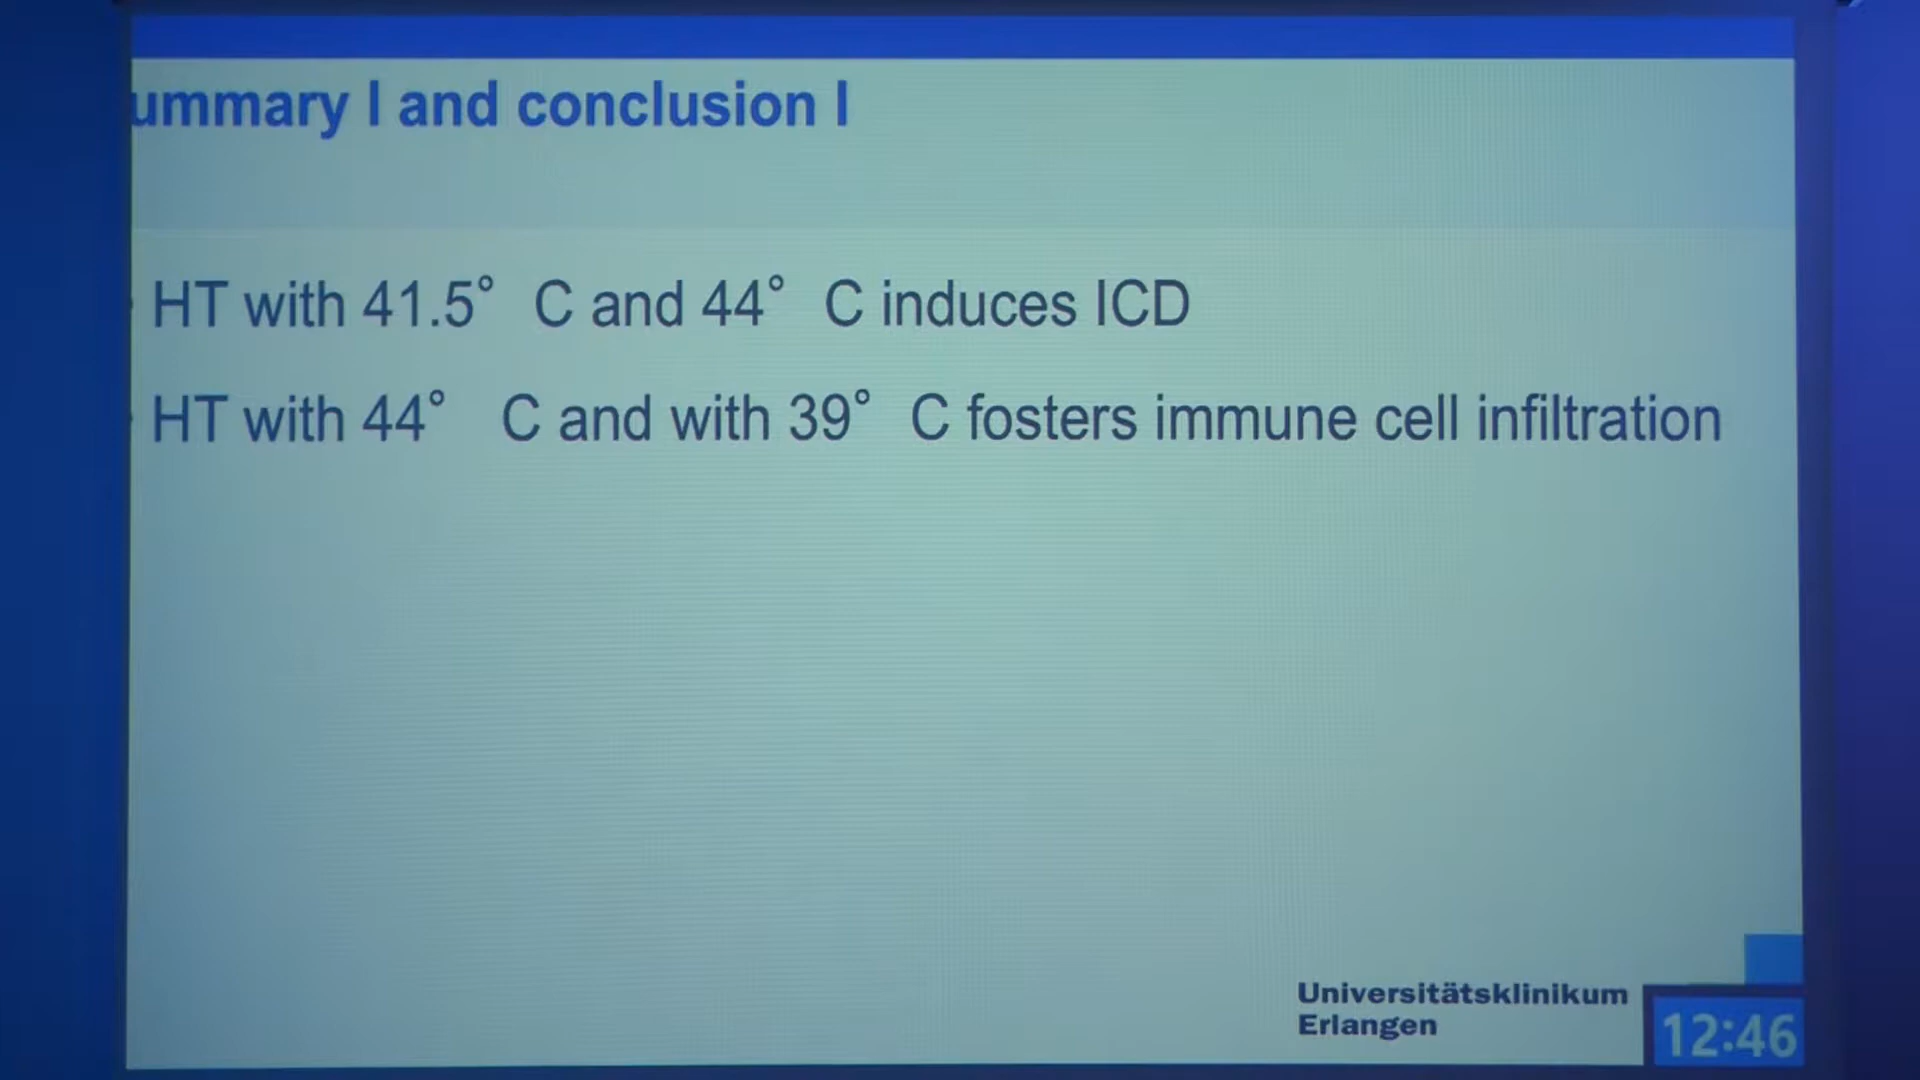 ummary I and conclusion I
HT with 41.5° C and 44° C induces ICD
HT with 44° C and with 39° C fosters immune cell infiltration
Universitätsklinikum
Erlangen
12:46